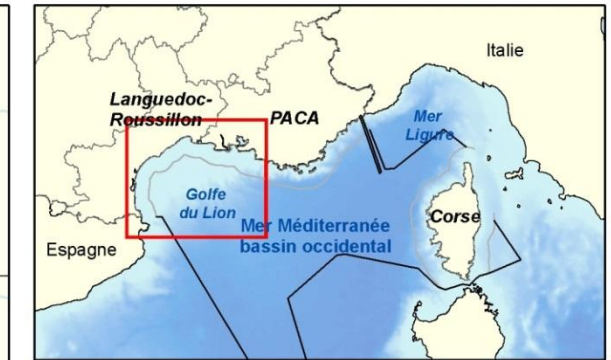 Italie
Languedoc-
Roussillon
PACA
Mer
Ligure
Golfe
du Lion
Mer Méditerranée
bassin occidental
Corse
Espagne